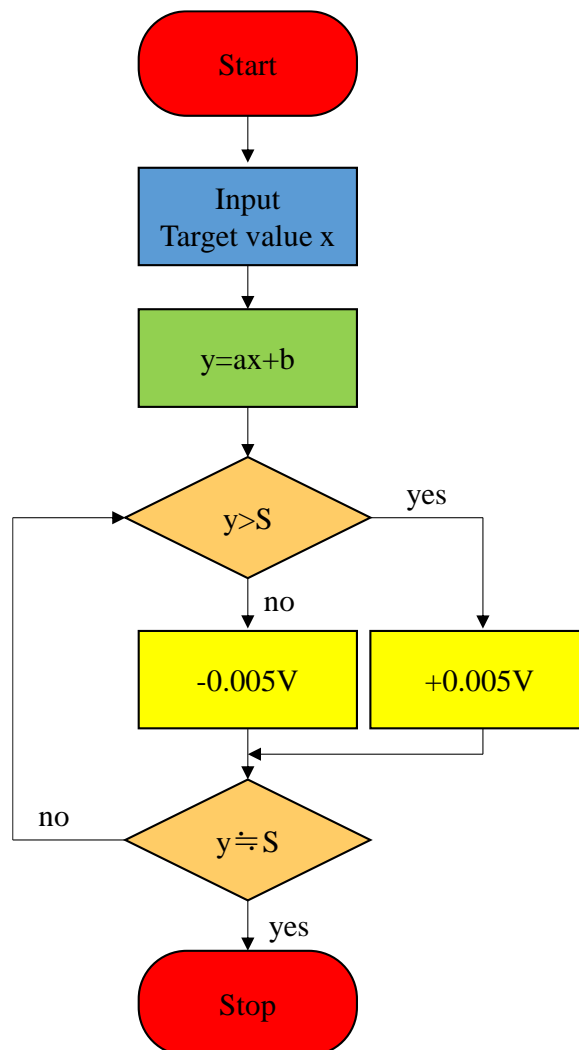 Start
Input
Target value x
y=ax+b
y>S
yes
no
-0.005V
+0.005V
no
y≒S
yes
Stop